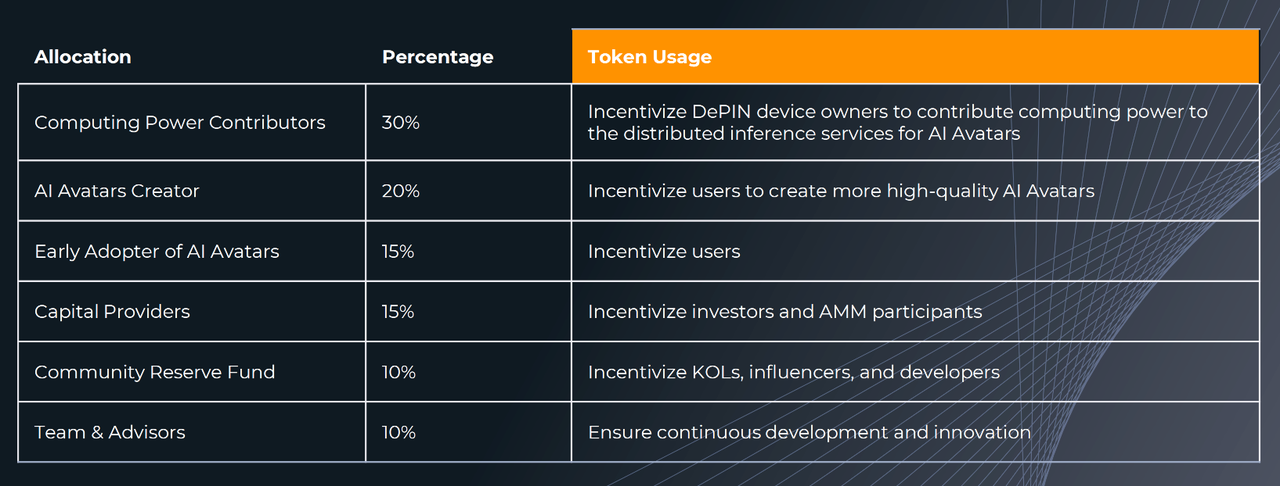 Allocation Percentage Token Usage
Computing Power Contributors 30% Incentivize DePIN device owners to contribute computing power to
the distributed inference services for AI Avatars
AI Avatars Creator 20% Incentivize users to create more high-quality AI Avatars
Early Adopter of AI Avatars 15% Incentivize users
Capital Providers 15% Incentivize investors and AMM participants
Community Reserve Fund 10% Incentivize KOLs, influencers, and developers
Team & Advisors 10% Ensure continuous development and innovation